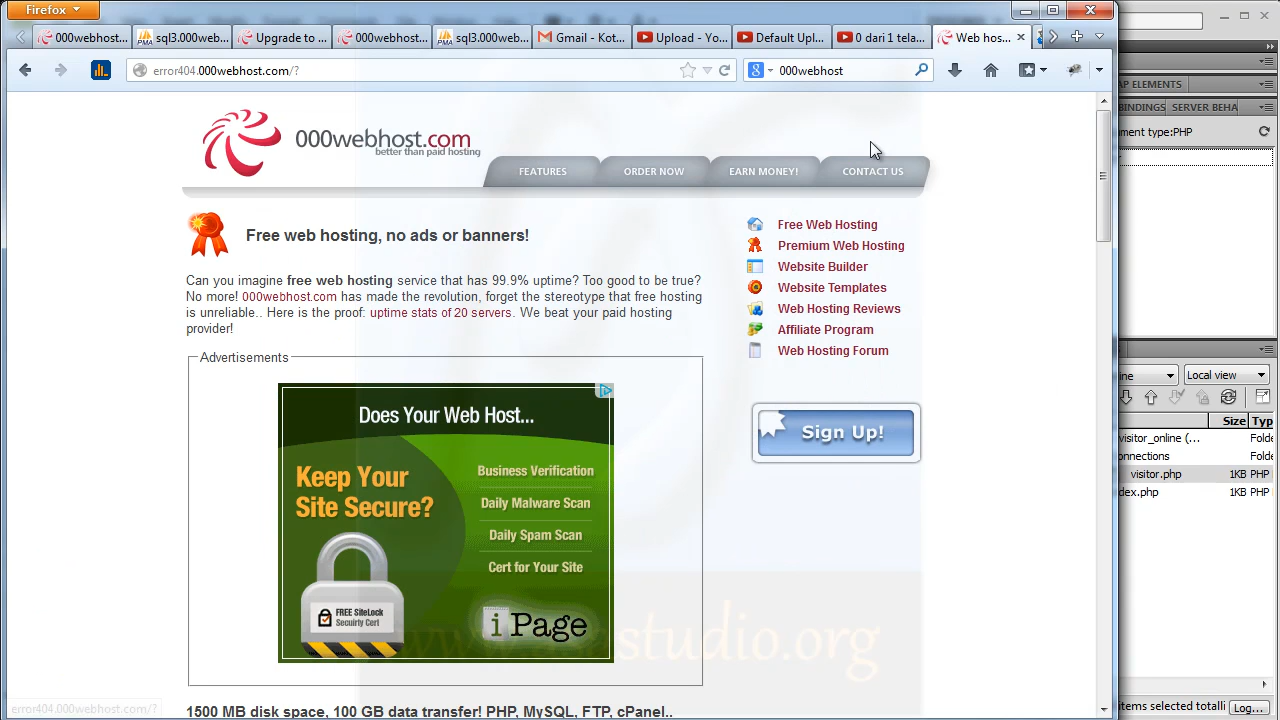 Firefox
000webhost...
sql3.000web...
Upgrade to ...
000webhost...
sql3.000web...
Gmail - Kot...
Upload - Yo...
Default Upl...
0 dari 1 tela...
Web hos...
error404.000webhost.com/?
000webhost
AP ELEMENTS
BINDINGS
SERVER BEHA
ment type:PHP
000webhost.com
better than paid hosting
FEATURES
ORDER NOW
EARN MONEY!
CONTACT US
Free web hosting, no ads or banners!
Can you imagine free web hosting service that has 99.9% uptime? Too good to be true?
No more! 000webhost.com has made the revolution, forget the stereotype that free hosting
is unreliable.. Here is the proof: uptime stats of 20 servers. We beat your paid hosting
provider!
Free Web Hosting
Premium Web Hosting
Website Builder
Website Templates
Web Hosting Reviews
Affiliate Program
Web Hosting Forum
Sign Up!
Advertisements
Does Your Web Host...
Keep Your
Site Secure?
Business Verification
Daily Malware Scan
Daily Spam Scan
Cert for Your Site
FREE SiteLock
Secuirty Cert
iPage
1500 MB disk space, 100 GB data transfer! PHP, MySQL, FTP, cPanel..
error404.000webhost.com/?
ine
Local view
Size
Typ
visitor_online (...
Folde
onnections
Folde
visitor.php
1KB PHP
dex.php
1KB PHP
items selected totalli
Log...